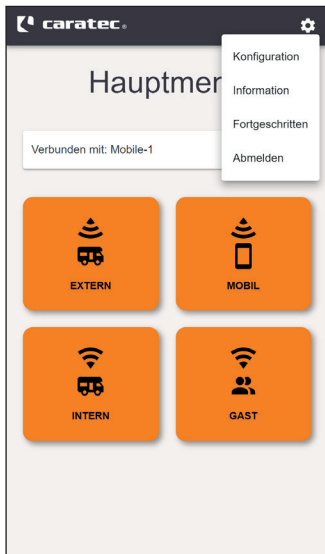 caratec®
Hauptmen
Konfiguration
Information
Fortgeschritten
Abmelden
Verbunden mit: Mobile-1
EXTERN
MOBIL
INTERN
GAST